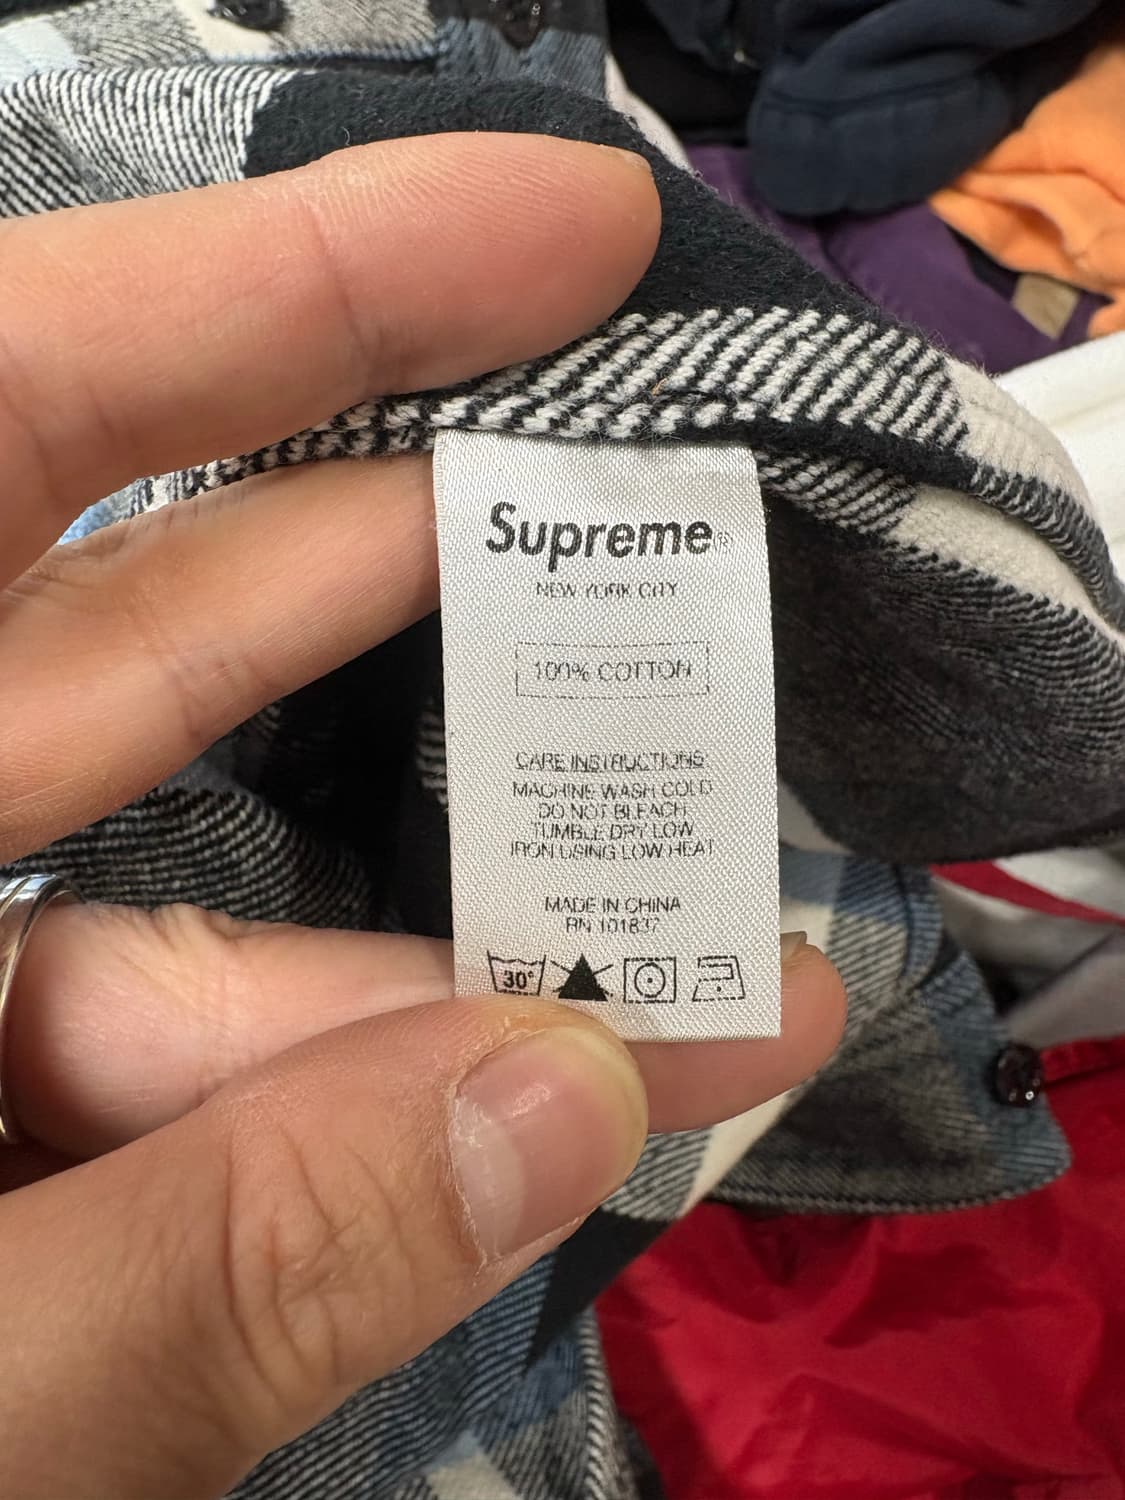 Supreme®
NEW YORK CITY
100% COTTON
CARE INSTRUCTIONS
MACHINE WASH COLD
DO NOT BLEACH
TUMBLE DRY LOW
IRON USING LOW HEAT
MADE IN CHINA
RN 101837
30°